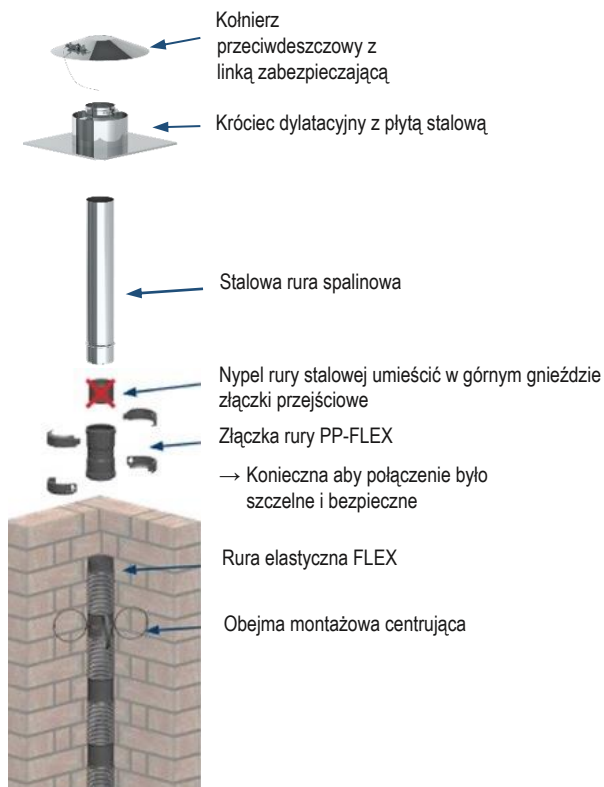 Kołnierz
przeciwdeszczowy z
linką zabezpieczającą
Króciec dylatacyjny z płytą stalową
Stalowa rura spalinowa
Nypel rury stalowej umieścić w górnym gnieździe
złączki przejściowe
Złączka rury PP-FLEX
→ Konieczna aby połączenie było
szczelne i bezpieczne
Rura elastyczna FLEX
Obejma montażowa centrująca